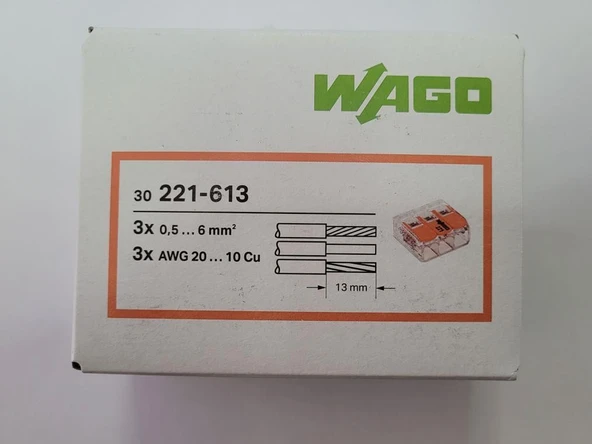 WAGO
30 221-613
3x 0,5 ... 6 mm²
3x AWG 20 ... 10 Cu
13 mm